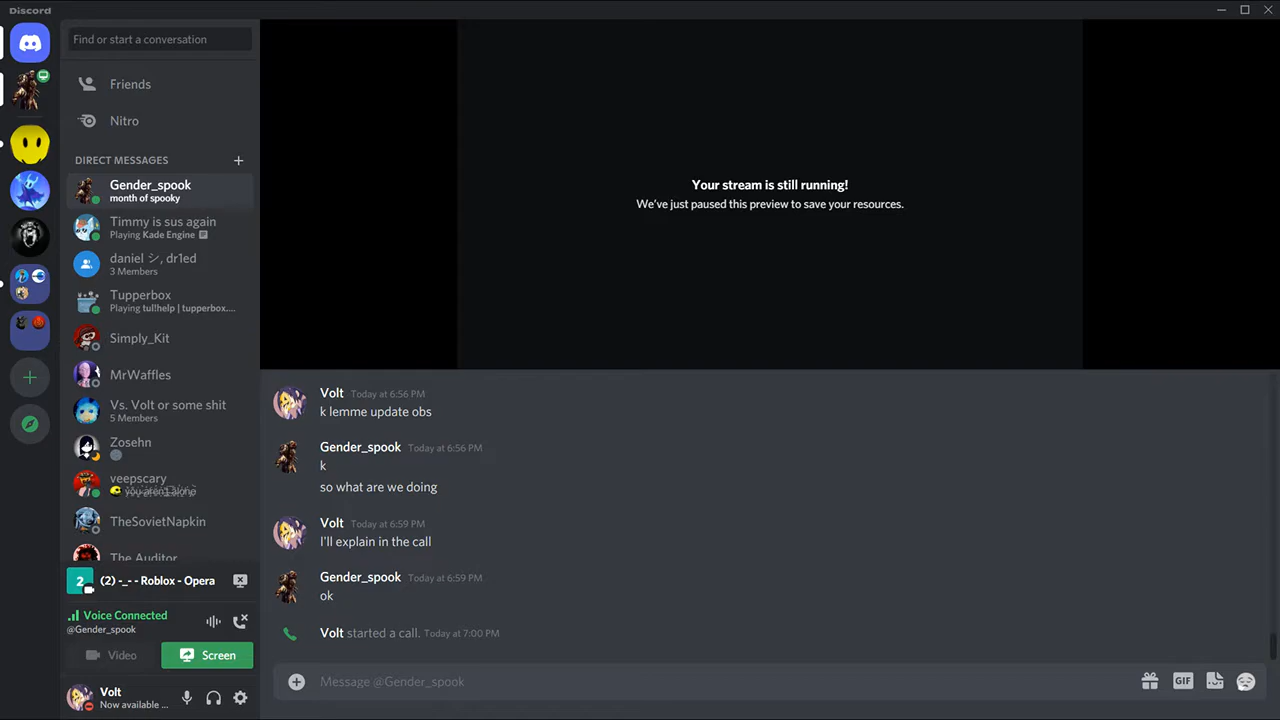 Discord
Find or start a conversation
Friends
Nitro
DIRECT MESSAGES
Gender_spook
month of spooky
Timmy is sus again
Playing Kade Engine
daniel シ, dr1ed
3 Members
Tupperbox
Playing tul!help | tupperbox....
Simply_Kit
MrWaffles
Vs. Volt or some shit
5 Members
Zosehn
veepscary
TheSovietNapkin
The Auditor
2
(2) -_- - Roblox - Opera
Voice Connected
@Gender_spook
Video
Screen
Volt
Now available ...
Your stream is still running!
We've just paused this preview to save your resources.
Volt Today at 6:56 PM
k lemme update obs
Gender_spook Today at 6:56 PM
k
so what are we doing
Volt Today at 6:59 PM
I'll explain in the call
Gender_spook Today at 6:59 PM
ok
Volt started a call. Today at 7:00 PM
Message @Gender_spook
GIF